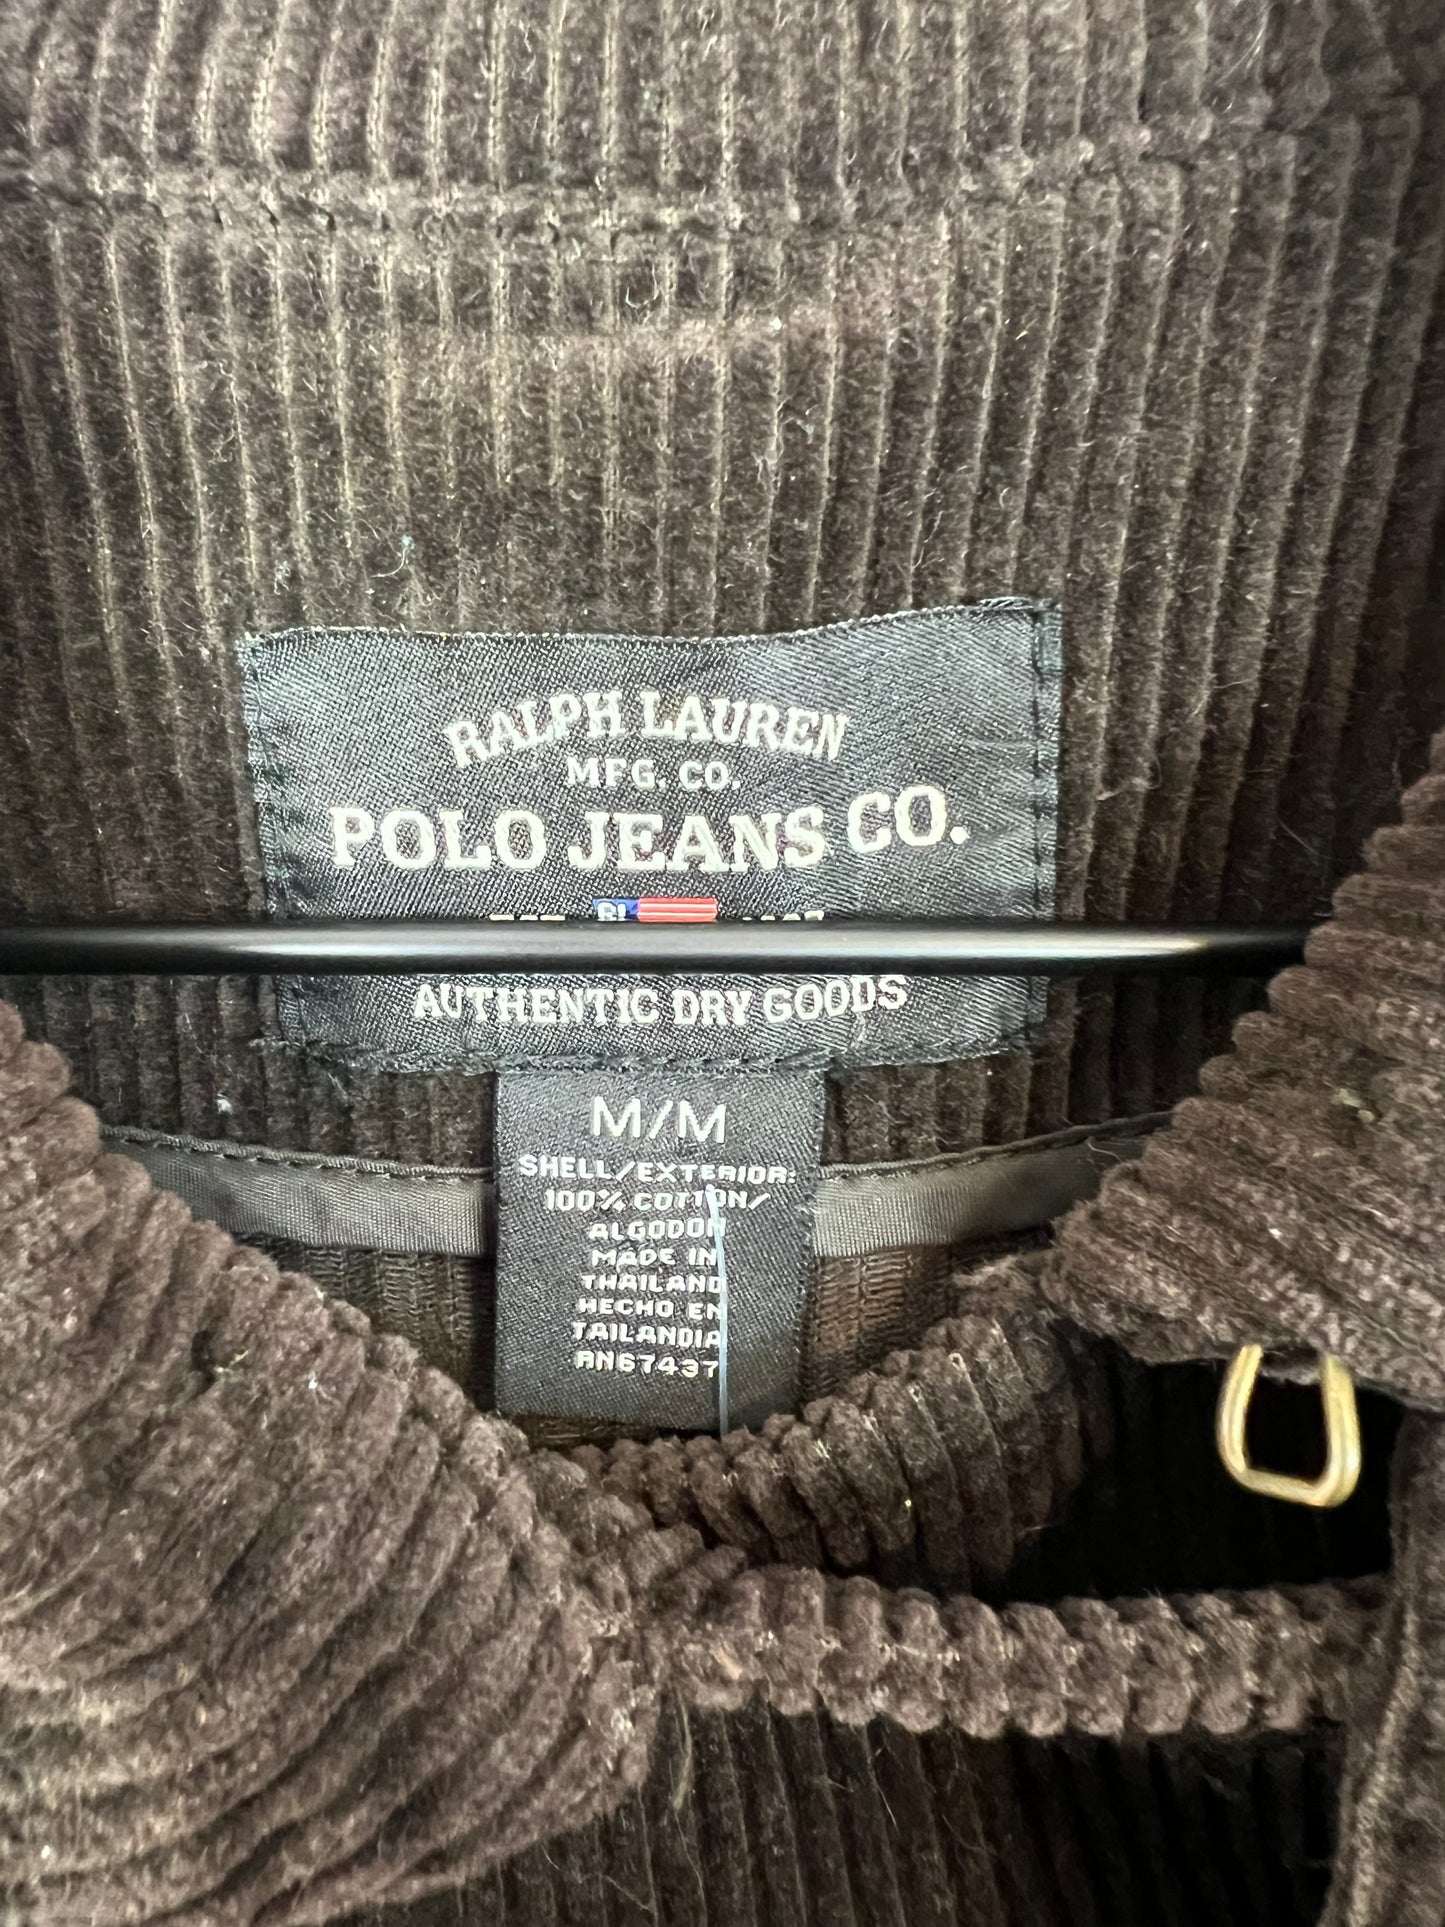 RALPH LAUREN
MFG. CO.
POLO JEANS CO.
AUTHENTIC DRY GOODS
M/M
SHELL/EXTERIOR:
100% COTTON/
ALGODON
MADE IN
THAILAND
HECHO EN
TAILANDIA
RN67437